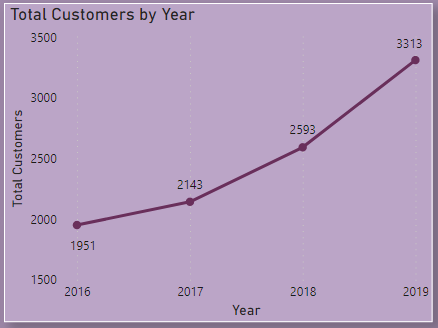 Total Customers by Year
3500
3313
3000
2593
2500
2143
2000
1951
1500
Total Customers
2016 2017 2018 2019
Year